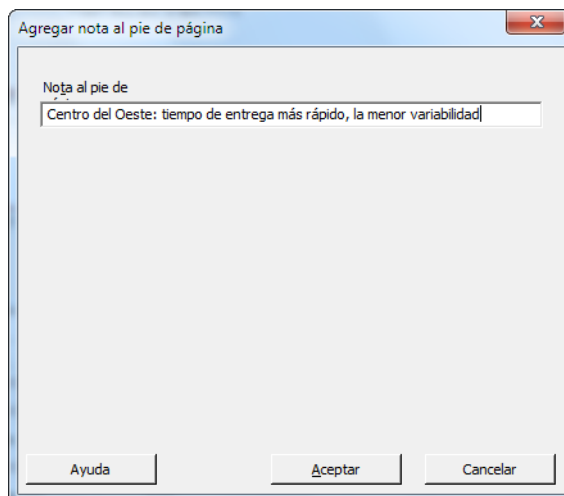 Agregar nota al pie de página
Nota al pie de
Centro del Oeste: tiempo de entrega más rápido, la menor variabilidad
Ayuda
Aceptar
Cancelar